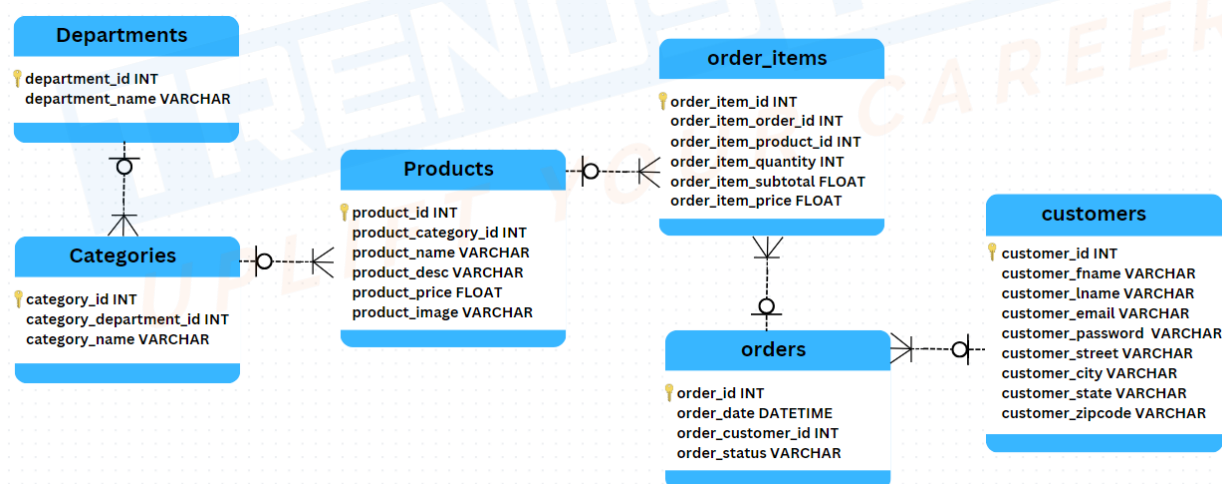 Departments
department_id INT
department_name VARCHAR
Categories
category_id INT
category_department_id INT
category_name VARCHAR
Products
product_id INT
product_category_id INT
product_name VARCHAR
product_desc VARCHAR
product_price FLOAT
product_image VARCHAR
order_items
order_item_id INT
order_item_order_id INT
order_item_product_id INT
order_item_quantity INT
order_item_subtotal FLOAT
order_item_price FLOAT
orders
order_id INT
order_date DATETIME
order_customer_id INT
order_status VARCHAR
customers
customer_id INT
customer_fname VARCHAR
customer_lname VARCHAR
customer_email VARCHAR
customer_password VARCHAR
customer_street VARCHAR
customer_city VARCHAR
customer_state VARCHAR
customer_zipcode VARCHAR